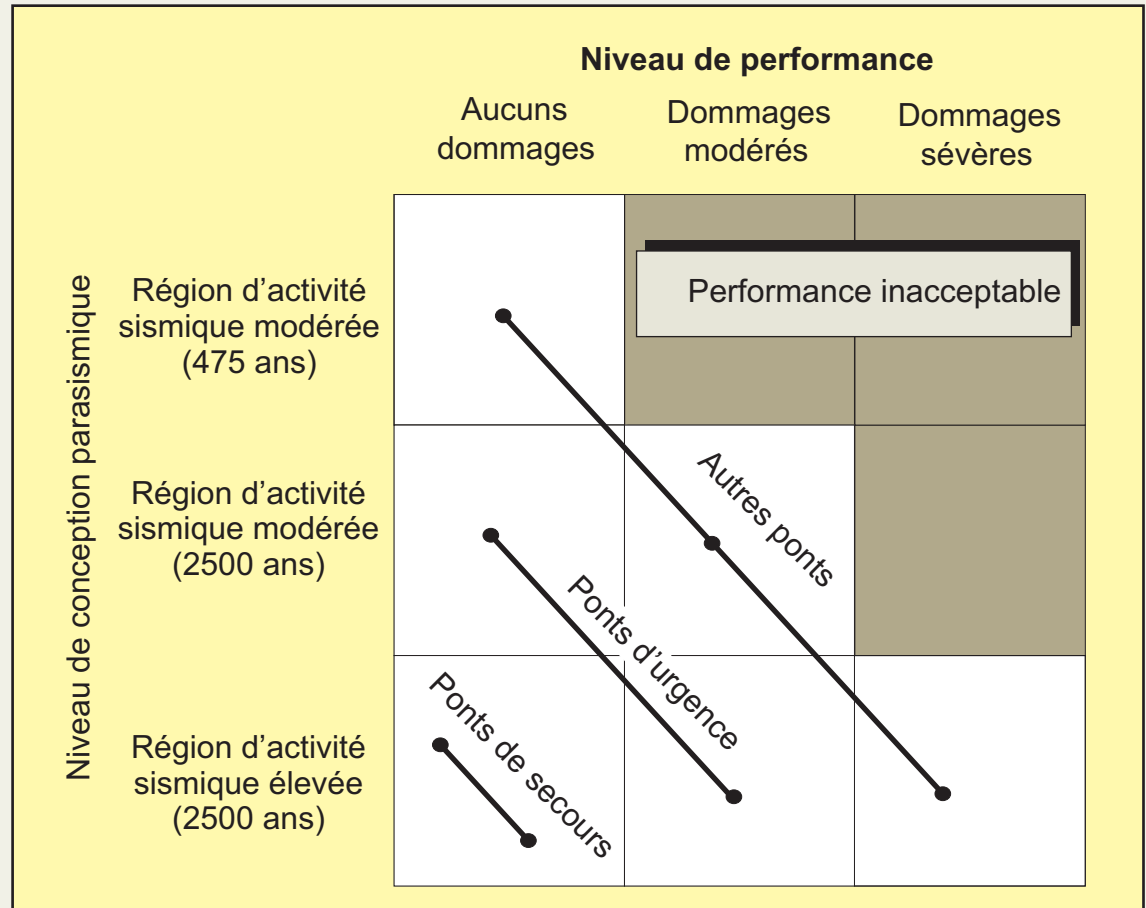 Niveau de performance
Aucuns
dommages
Dommages
modérés
Dommages
sévères
Niveau de conception parasismique
Région d’activité
sismique modérée
(475 ans)
Performance inacceptable
Région d’activité
sismique modérée
(2500 ans)
Autres ponts
Ponts d’urgence
Région d’activité
sismique élevée
(2500 ans)
Ponts de secours